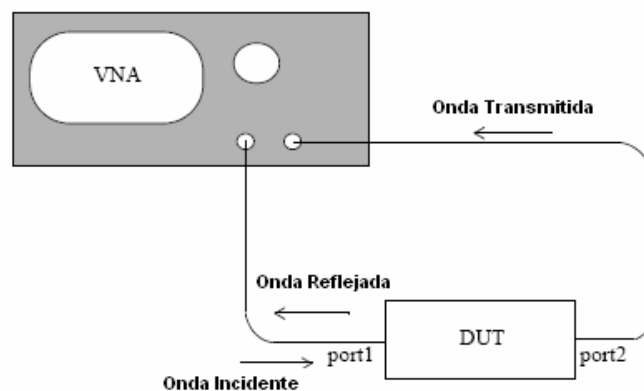 VNA
Onda Transmitida
Onda Reflejada
DUT
port1
port2
Onda Incidente